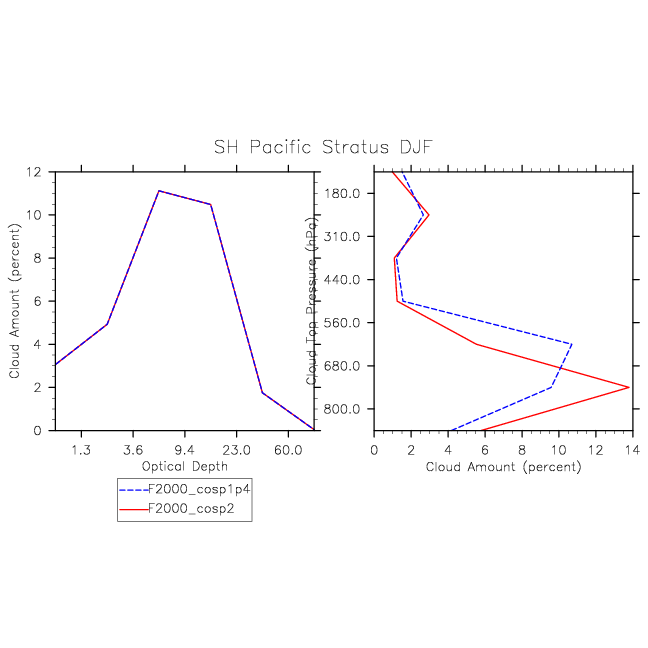 SH Pacific Stratus DJF
Cloud Amount (percent)
12
10
8
6
4
2
0
1.3 3.6 9.4 23.0 60.0
Optical Depth
Cloud Top Pressure (hPa)
180.0
310.0
440.0
560.0
680.0
800.0
0 2 4 6 8 10 12 14
Cloud Amount (percent)
F2000_cosp1p4
F2000_cosp2